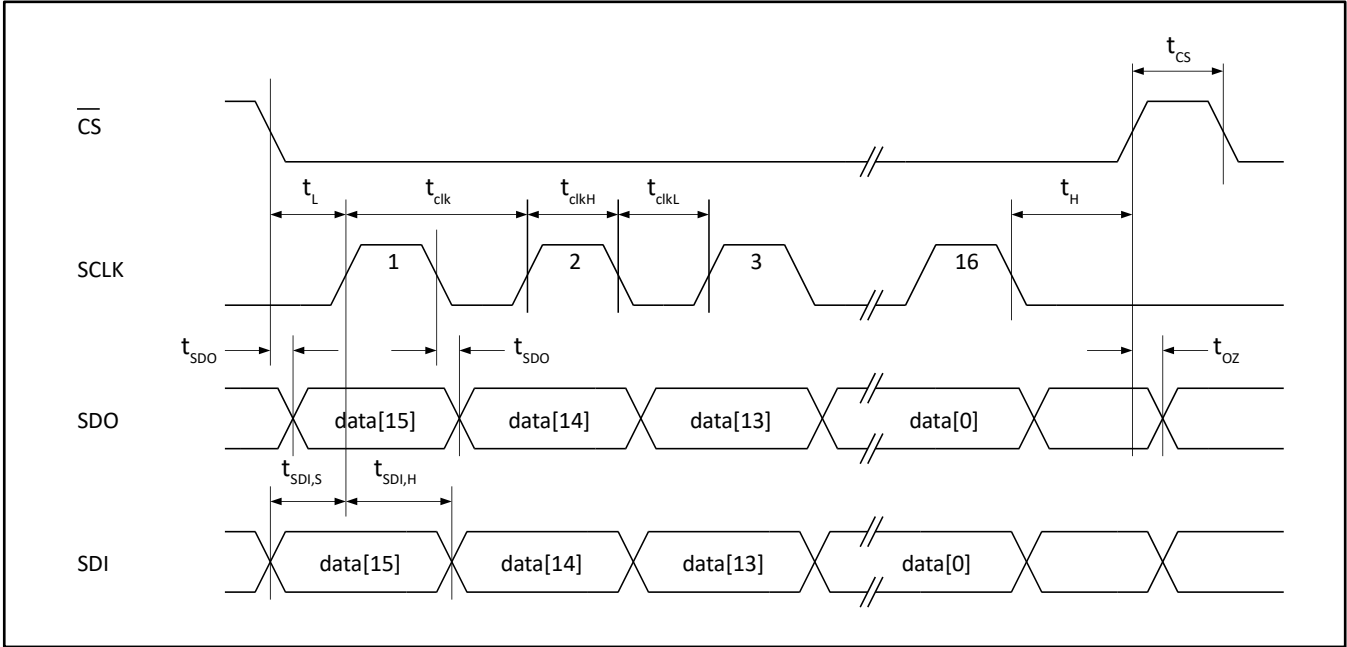 t_CS
CS
t_L t_clk t_clkH t_clkL t_H
SCLK 1 2 3 16
t_SDO t_SDO t_OZ
SDO data[15] data[14] data[13] data[0]
t_SDI,S t_SDI,H
SDI data[15] data[14] data[13] data[0]